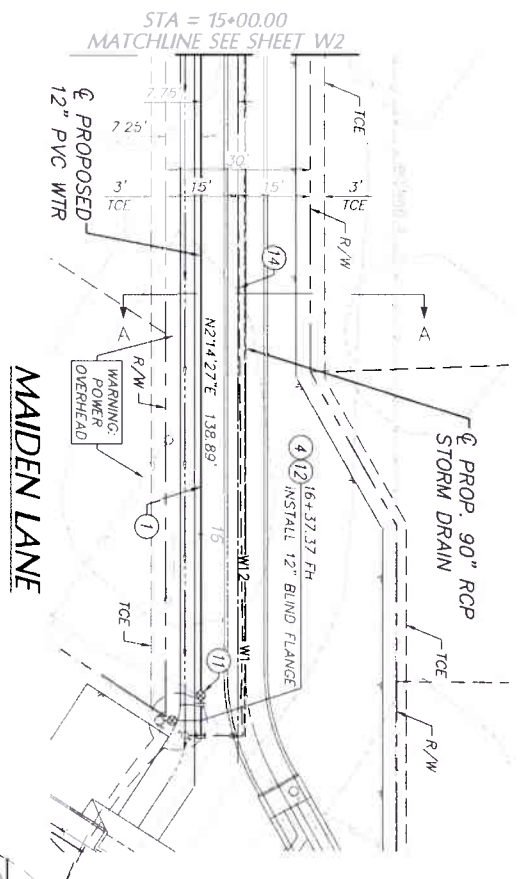 STA = 15+00.00
MATCHLINE SEE SHEET W2
7.75'
7.25'
30'
3'
TCE
15'
15'
3'
TCE
TCE
R/W
℄ PROPOSED
12" PVC WTR
14
A
A
N2°14'27"E 138.89'
WARNING:
POWER
OVERHEAD
R/W
1
TCE
MAIDEN LANE
℄ PROP. 90" RCP
STORM DRAIN
4
12
16+37.37 FH
INSTALL 12" BLIND FLANGE
16
W12
W1
11
TCE
R/W